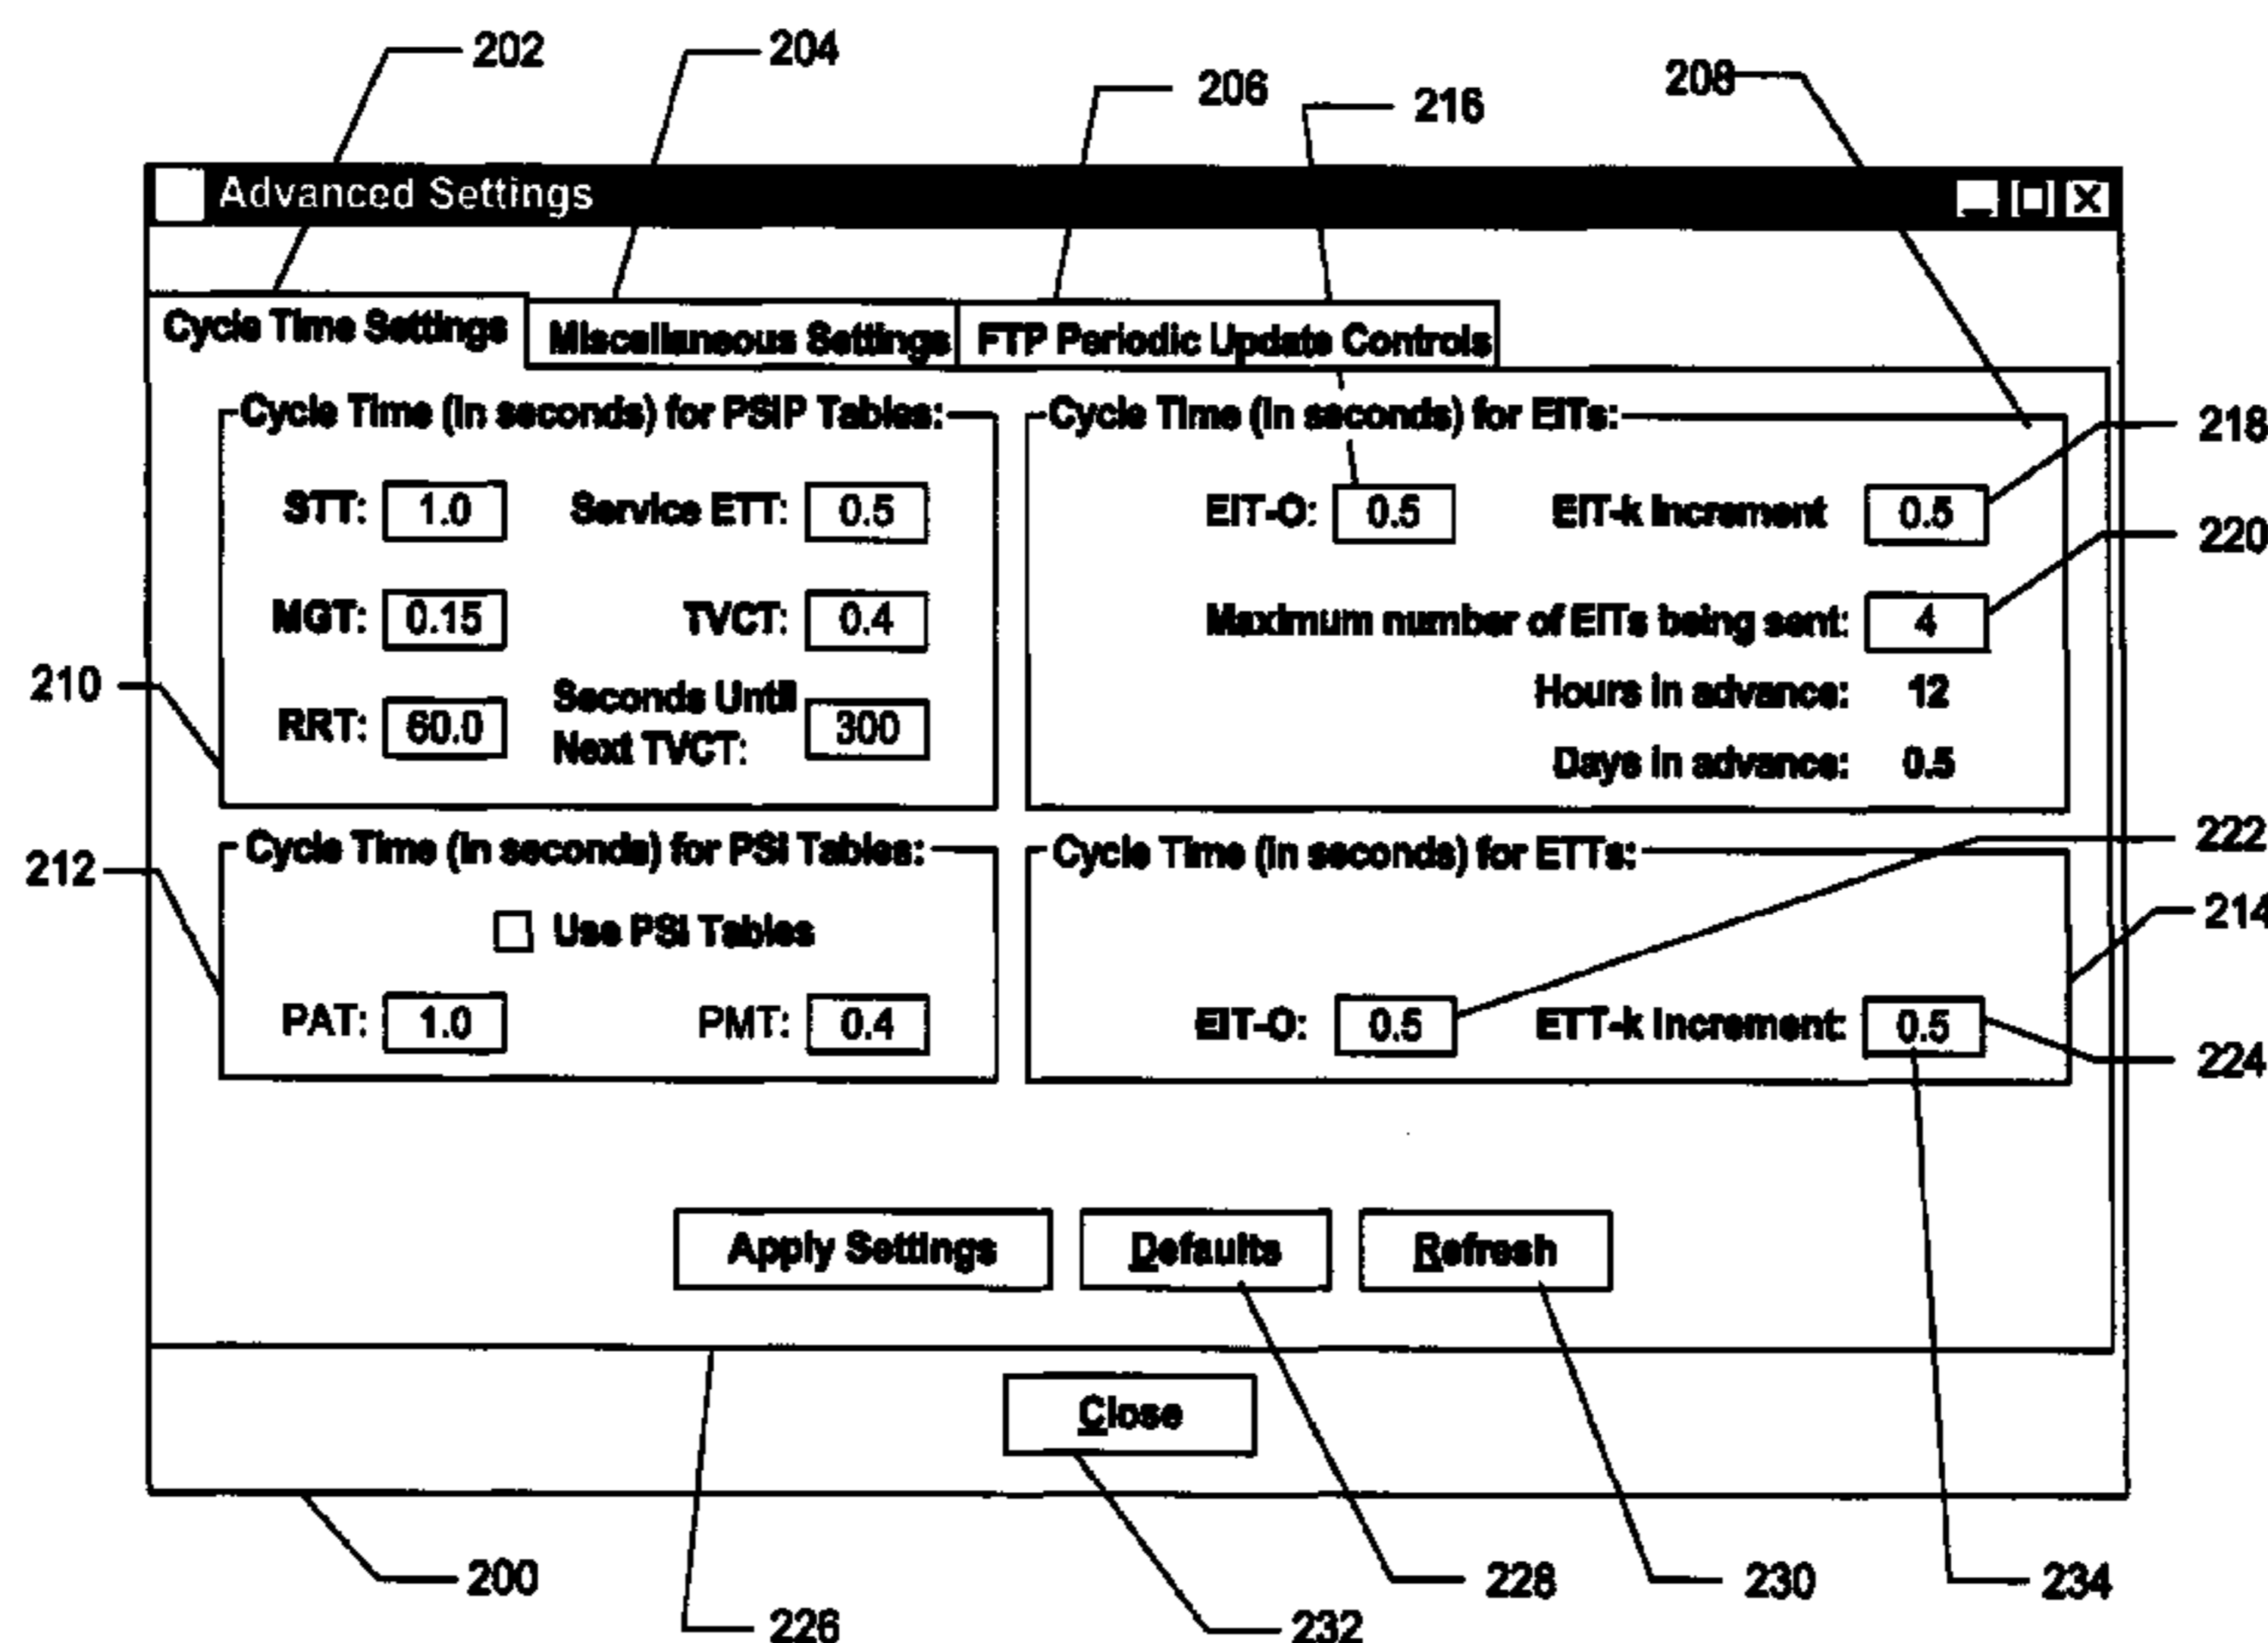 202
204
206
216
208
Advanced Settings
Cycle Time Settings
Miscellaneous Settings
FTP Periodic Update Controls
Cycle Time (in seconds) for PSIP Tables:
STT: 1.0 Service ETT: 0.5
MGT: 0.15 TVCT: 0.4
RRT: 60.0 Seconds Until
Next TVCT: 300
Cycle Time (in seconds) for EITs:
EIT-O: 0.5 EIT-k Increment 0.5
Maximum number of EITs being sent: 4
Hours in advance: 12
Days in advance: 0.5
218
220
210
Cycle Time (in seconds) for PSI Tables:
Use PSI Tables
PAT: 1.0 PMT: 0.4
Cycle Time (in seconds) for ETTs:
EIT-O: 0.5 ETT-k Increment: 0.5
222
212
214
224
Apply Settings
Defaults
Refresh
Close
200
226
232
228
230
234